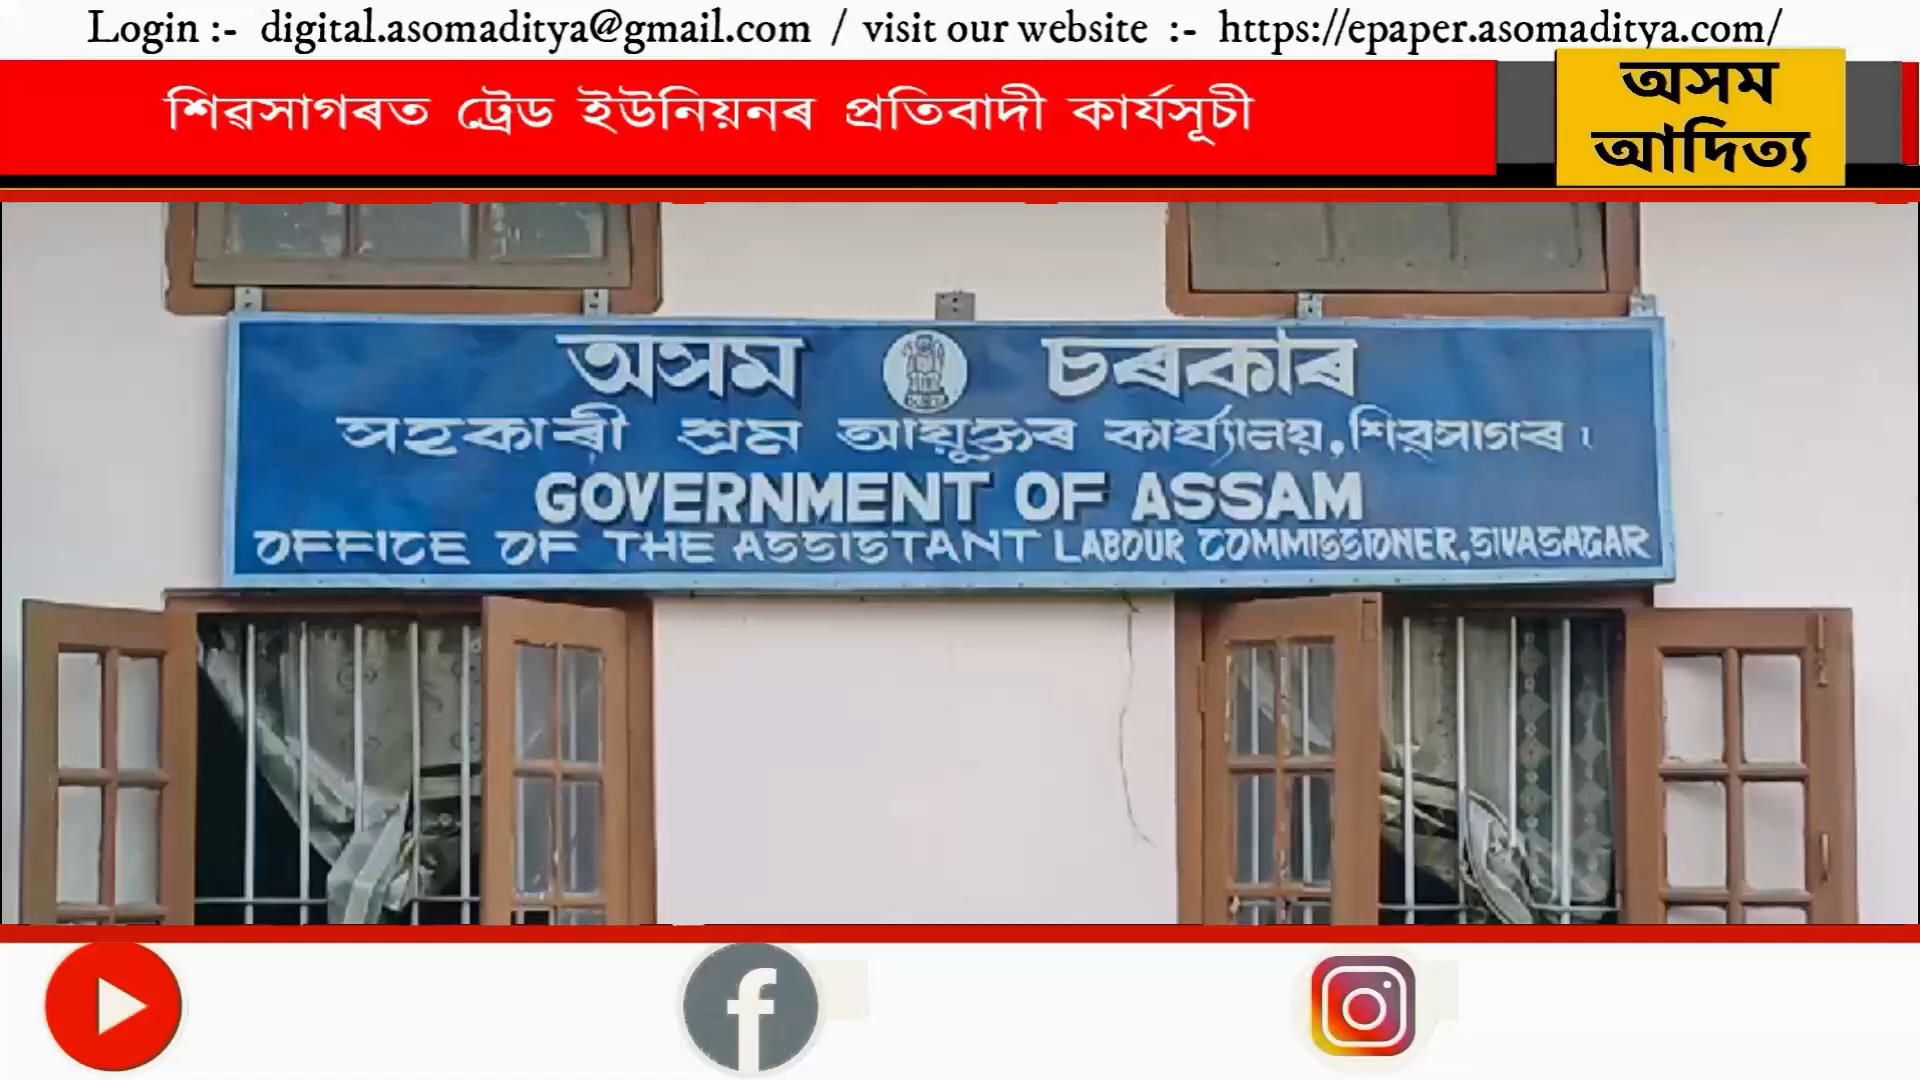 Login :- digital.asomaditya@gmail.com / visit our website :- https://epaper.asomaditya.com/
শিৱসাগৰত ট্ৰেড ইউনিয়নৰ প্ৰতিবাদী কাৰ্যসূচী
অসম
আদিত্য
অসম চৰকাৰ
সহকাৰী শ্ৰম আয়ুক্তৰ কাৰ্য্যালয়,শিৱসাগৰ।
GOVERNMENT OF ASSAM
OFFICE OF THE ASSISTANT LABOUR COMMISSIONER,SIVASAGAR